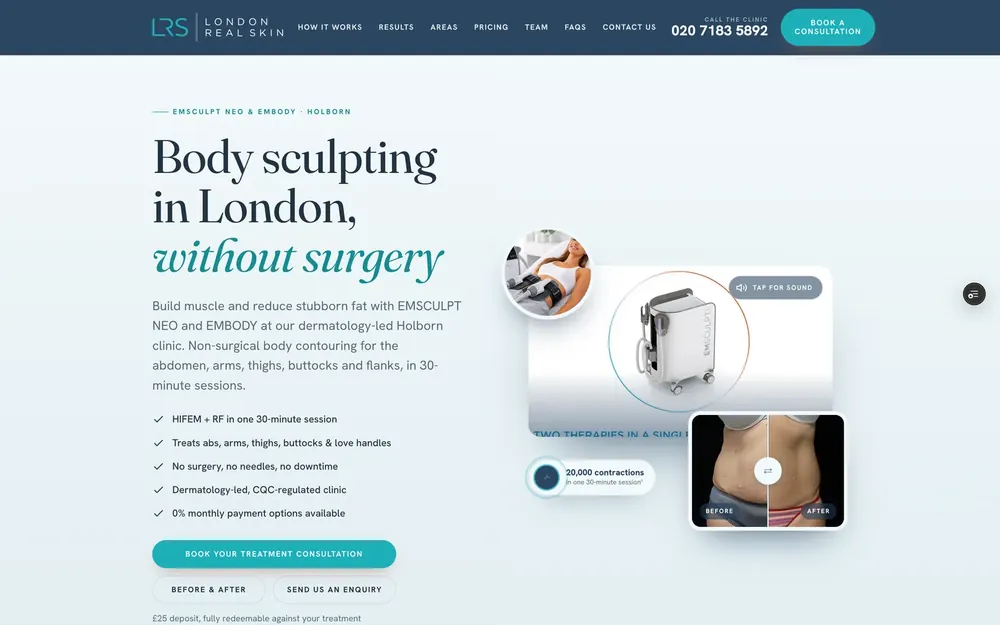 LRS
LONDON
REAL SKIN
HOW IT WORKS
RESULTS
AREAS
PRICING
TEAM
FAQS
CONTACT US
CALL THE CLINIC
020 7183 5892
BOOK A
CONSULTATION
EMSCULPT NEO & EMBODY · HOLBORN
Body sculpting
in London,
without surgery
Build muscle and reduce stubborn fat with EMSCULPT
NEO and EMBODY at our dermatology-led Holborn
clinic. Non-surgical body contouring for the
abdomen, arms, thighs, buttocks and flanks, in 30-
minute sessions.
HIFEM + RF in one 30-minute session
Treats abs, arms, thighs, buttocks & love handles
No surgery, no needles, no downtime
Dermatology-led, CQC-regulated clinic
0% monthly payment options available
BOOK YOUR TREATMENT CONSULTATION
BEFORE & AFTER
SEND US AN ENQUIRY
£25 deposit, fully redeemable against your treatment
TAP FOR SOUND
EMSCULPT
TWO THERAPIES IN A SINGLE
20,000 contractions
in one 30-minute session¹
BEFORE
AFTER